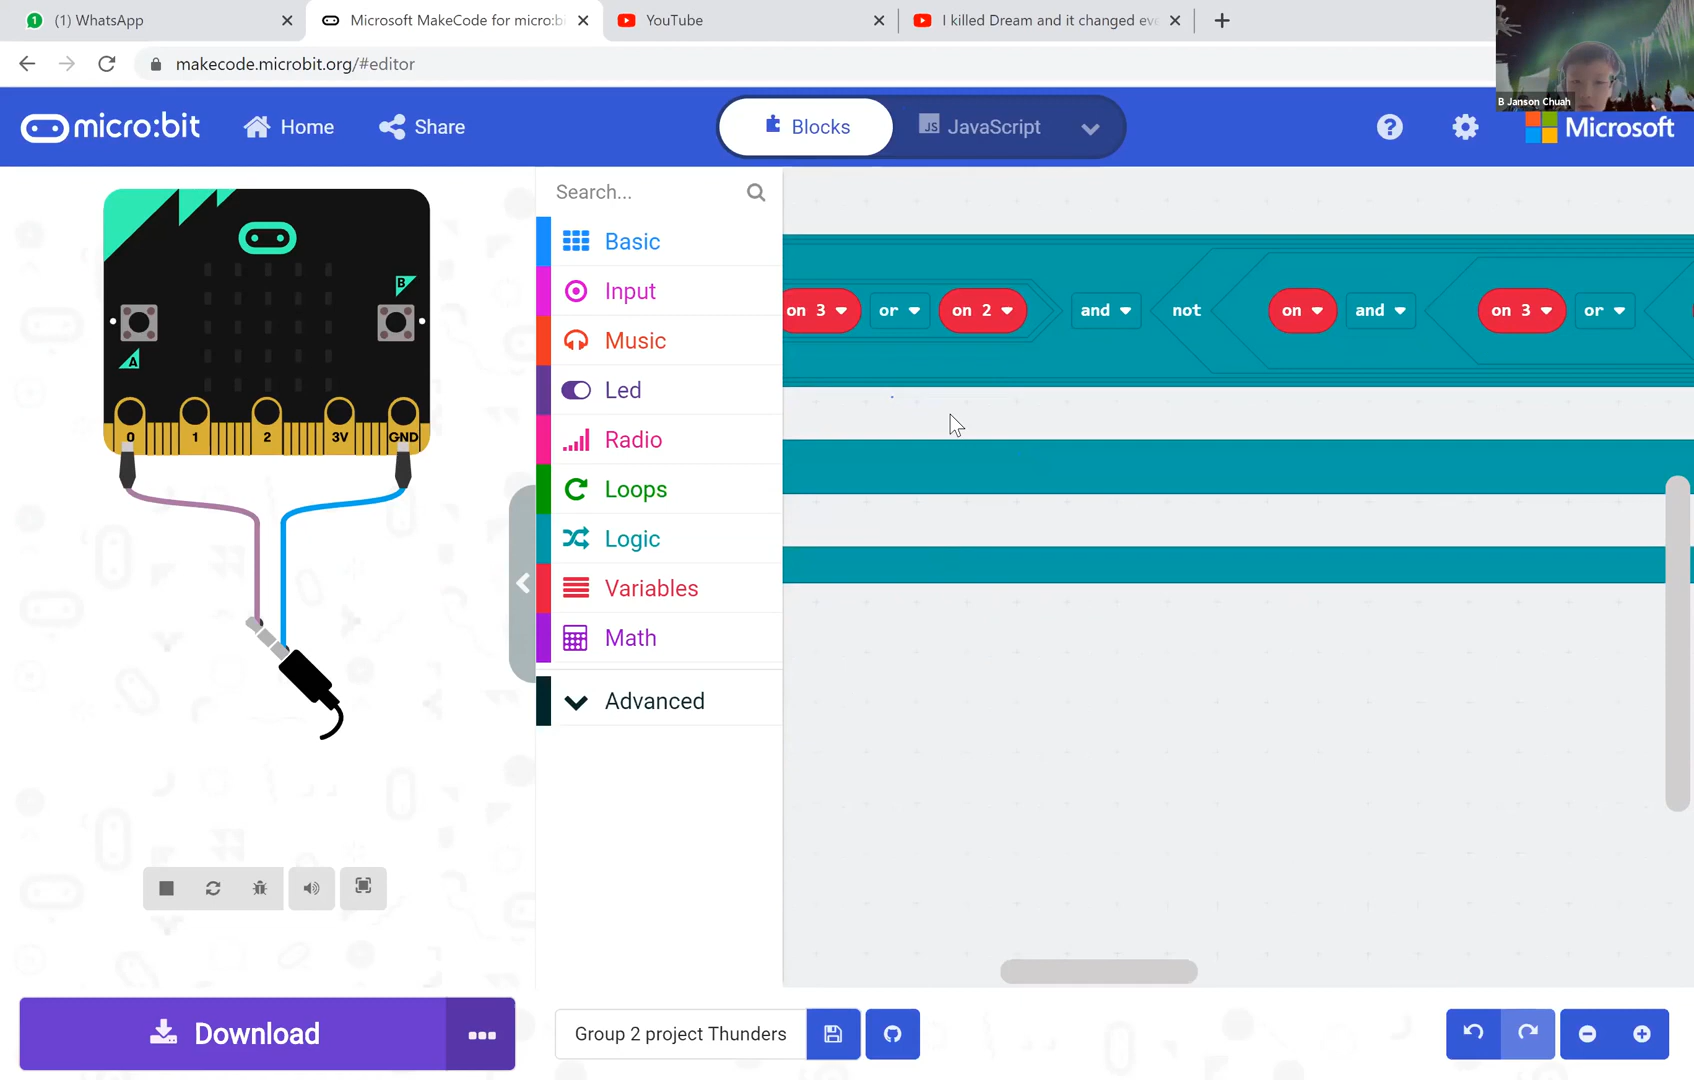 (1) WhatsApp
Microsoft MakeCode for micro:bi
YouTube
I killed Dream and it changed eve
makecode.microbit.org/#editor
B Janson Chuah
micro:bit
Home
Share
Blocks
JS JavaScript
?
Microsoft
Search...
Basic
Input
Music
Led
Radio
Loops
Logic
Variables
Math
Advanced
B
A
0 1 2 3V GND
on 3 or on 2 and not on and on 3 or
Download
Group 2 project Thunders